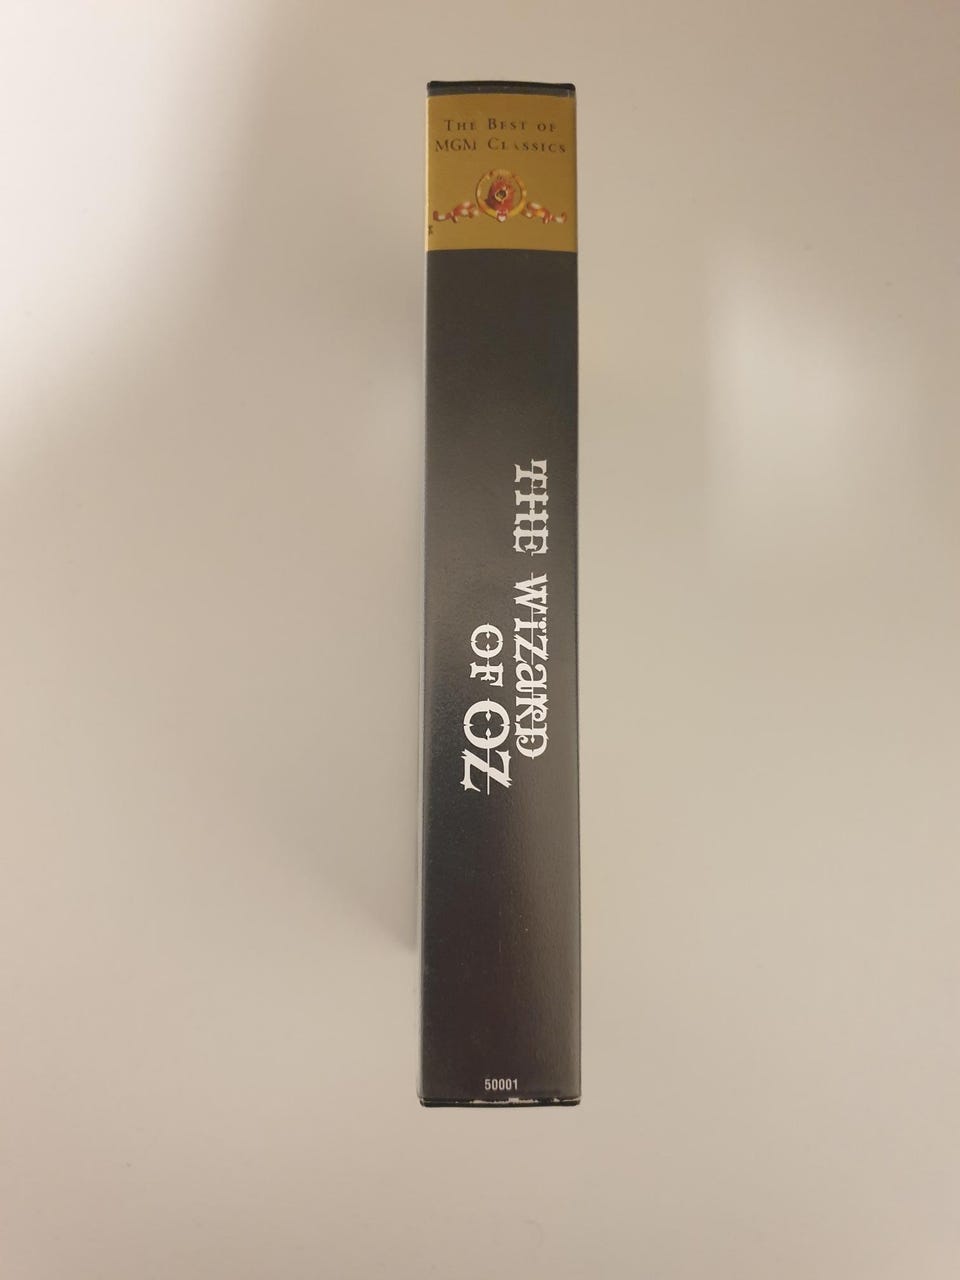 THE BEST OF
MGM CLASSICS
THE WIZARD
OF OZ
50001